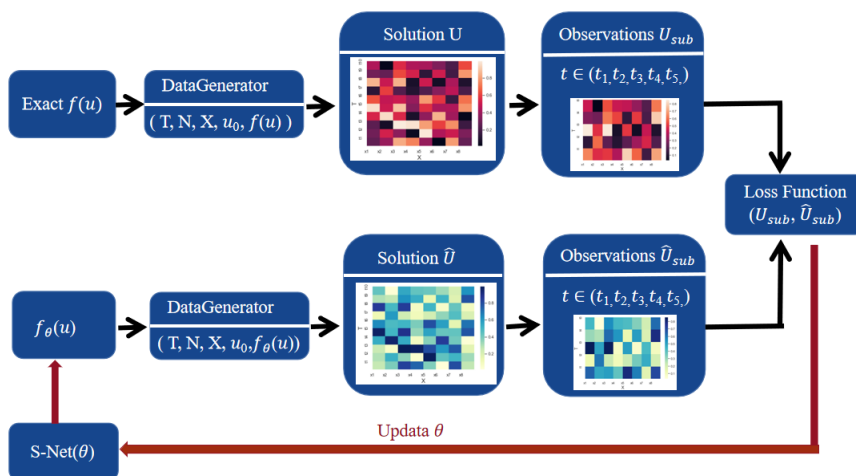 Solution U
Observations U_sub
Exact f(u)
DataGenerator
( T, N, X, u₀, f(u) )
t ∈ (t₁,t₂,t₃,t₄,t₅,)
T
X
X
Loss Function
(U_sub, Û_sub)
Solution Û
Observations Û_sub
f_θ(u)
DataGenerator
( T, N, X, u₀,f_θ(u))
t ∈ (t₁,t₂,t₃,t₄,t₅,)
T
X
X
Updata θ
S-Net(θ)